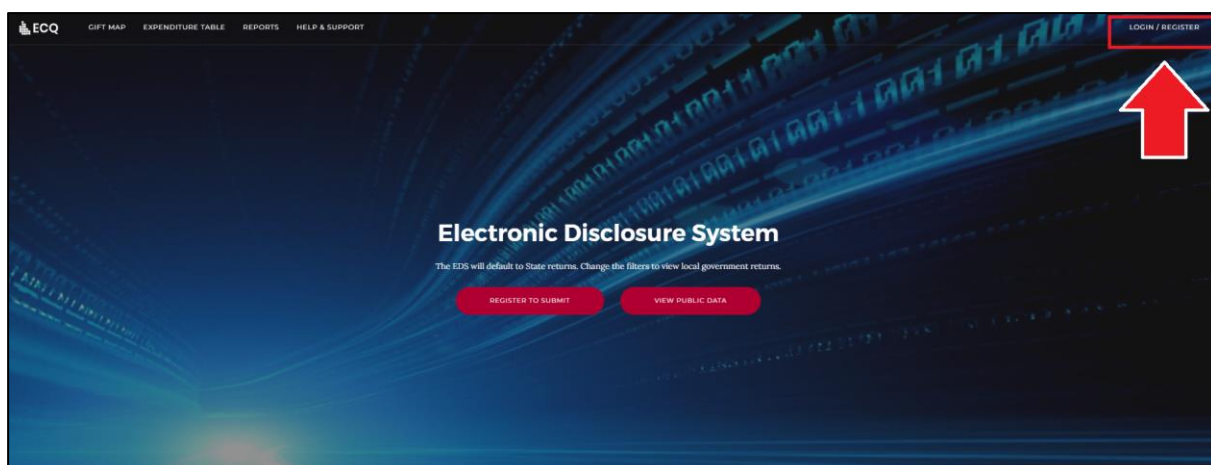 ECQ GIFT MAP EXPENDITURE TABLE REPORTS HELP & SUPPORT LOGIN / REGISTER
Electronic Disclosure System
The EDS will default to State returns. Change the filters to view local government returns.
REGISTER TO SUBMIT VIEW PUBLIC DATA